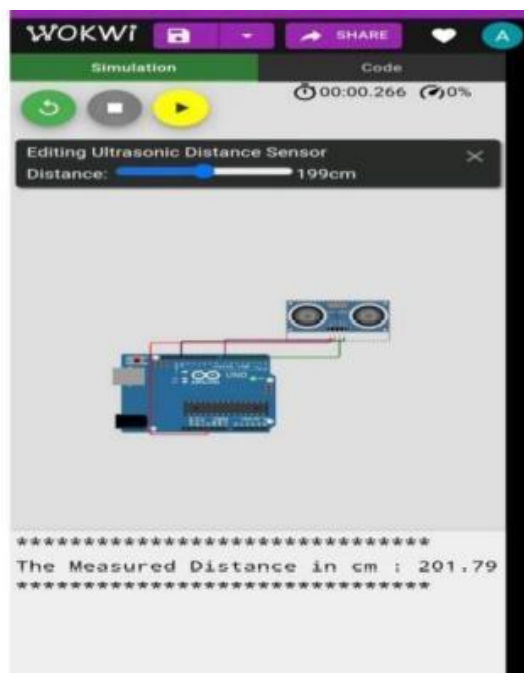 WOKWI
SHARE
A
Simulation
Code
00:00.266
0%
Editing Ultrasonic Distance Sensor
Distance:
199cm
UNO
*******************************
The Measured Distance in cm : 201.79
*******************************